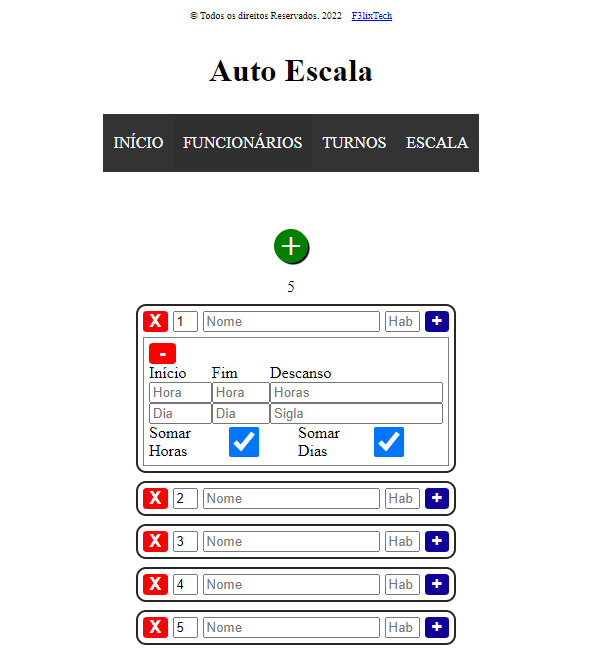 © Todos os direitos Reservados. 2022 F3lixTech
Auto Escala
INÍCIO FUNCIONÁRIOS TURNOS ESCALA
+
5
X 1 Nome Hab +
-
Início Fim Descanso
Hora Hora Horas
Dia Dia Sigla
Somar Somar
Horas Dias
X 2 Nome Hab +
X 3 Nome Hab +
X 4 Nome Hab +
X 5 Nome Hab +